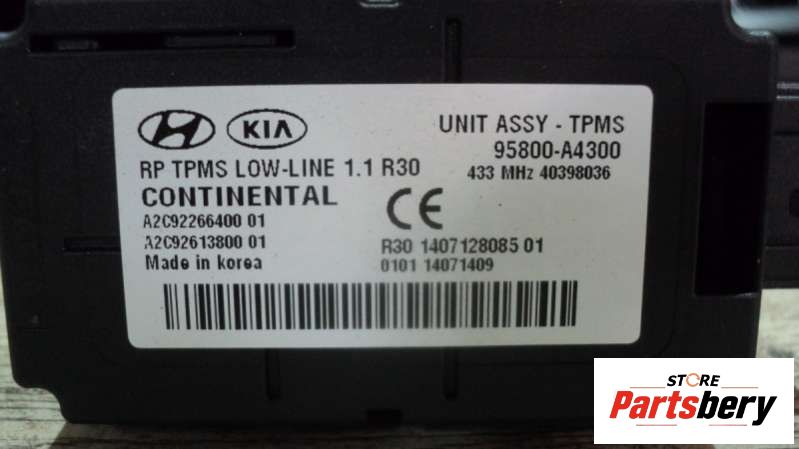 KIA
UNIT ASSY - TPMS
95800-A4300
RP TPMS LOW-LINE 1.1 R30
433 MHz 40398036
CONTINENTAL
CE
A2C92266400 01
A2C92613800 01
R30 1407128085 01
Made in korea
0101 14071409
STORE
Partsbery